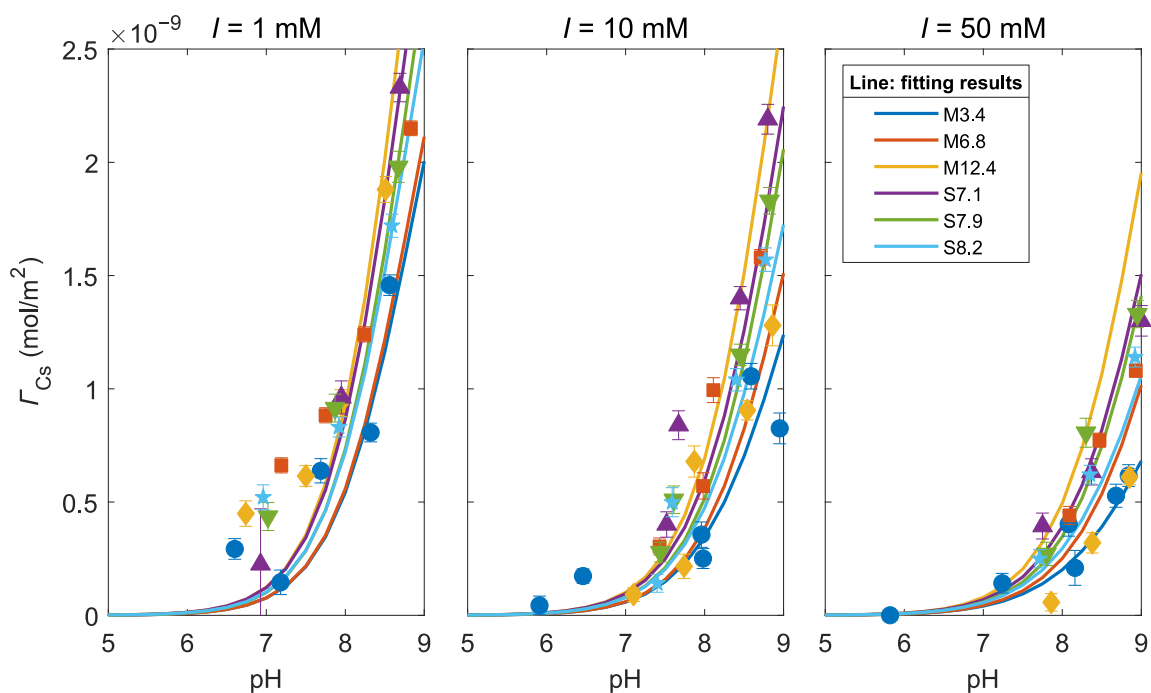 ×10⁻⁹
I = 1 mM
I = 10 mM
I = 50 mM
2.5
2
1.5
1
0.5
0
Γ_Cs (mol/m²)
5 6 7 8 9
pH
5 6 7 8 9
pH
5 6 7 8 9
pH
Line: fitting results
M3.4
M6.8
M12.4
S7.1
S7.9
S8.2